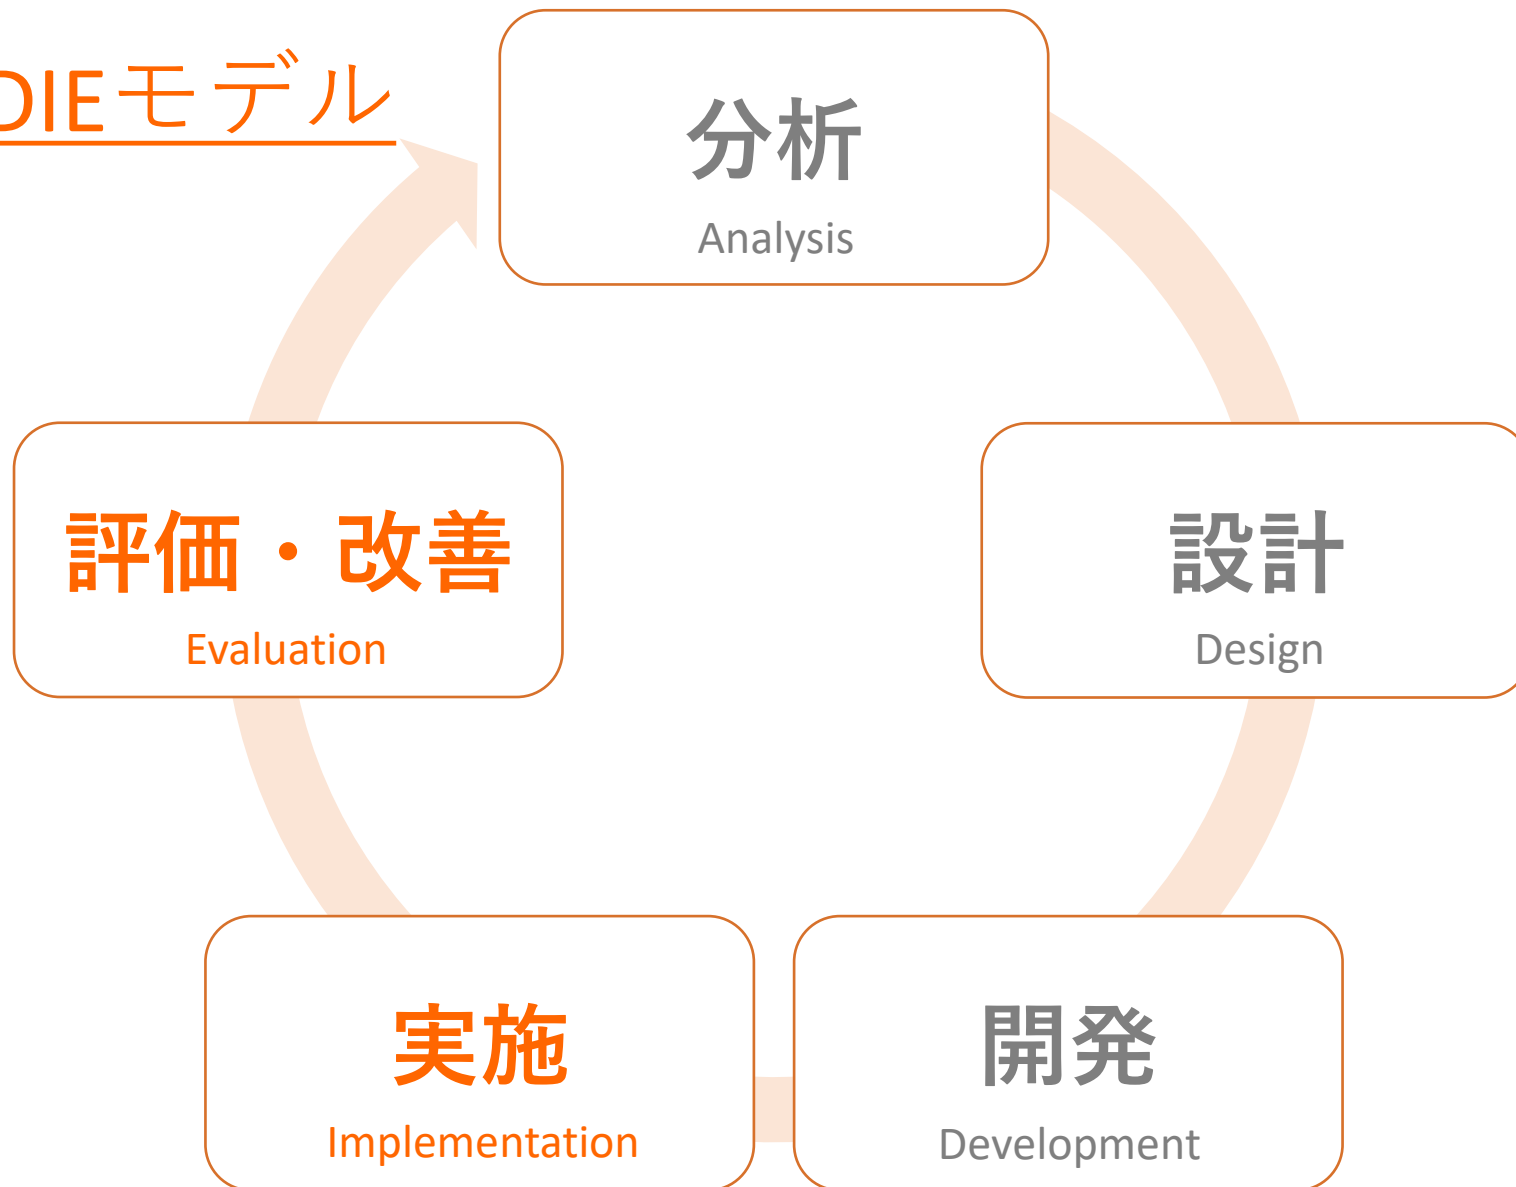 DIEモデル
分析
Analysis
評価・改善
Evaluation
設計
Design
実施
Implementation
開発
Development